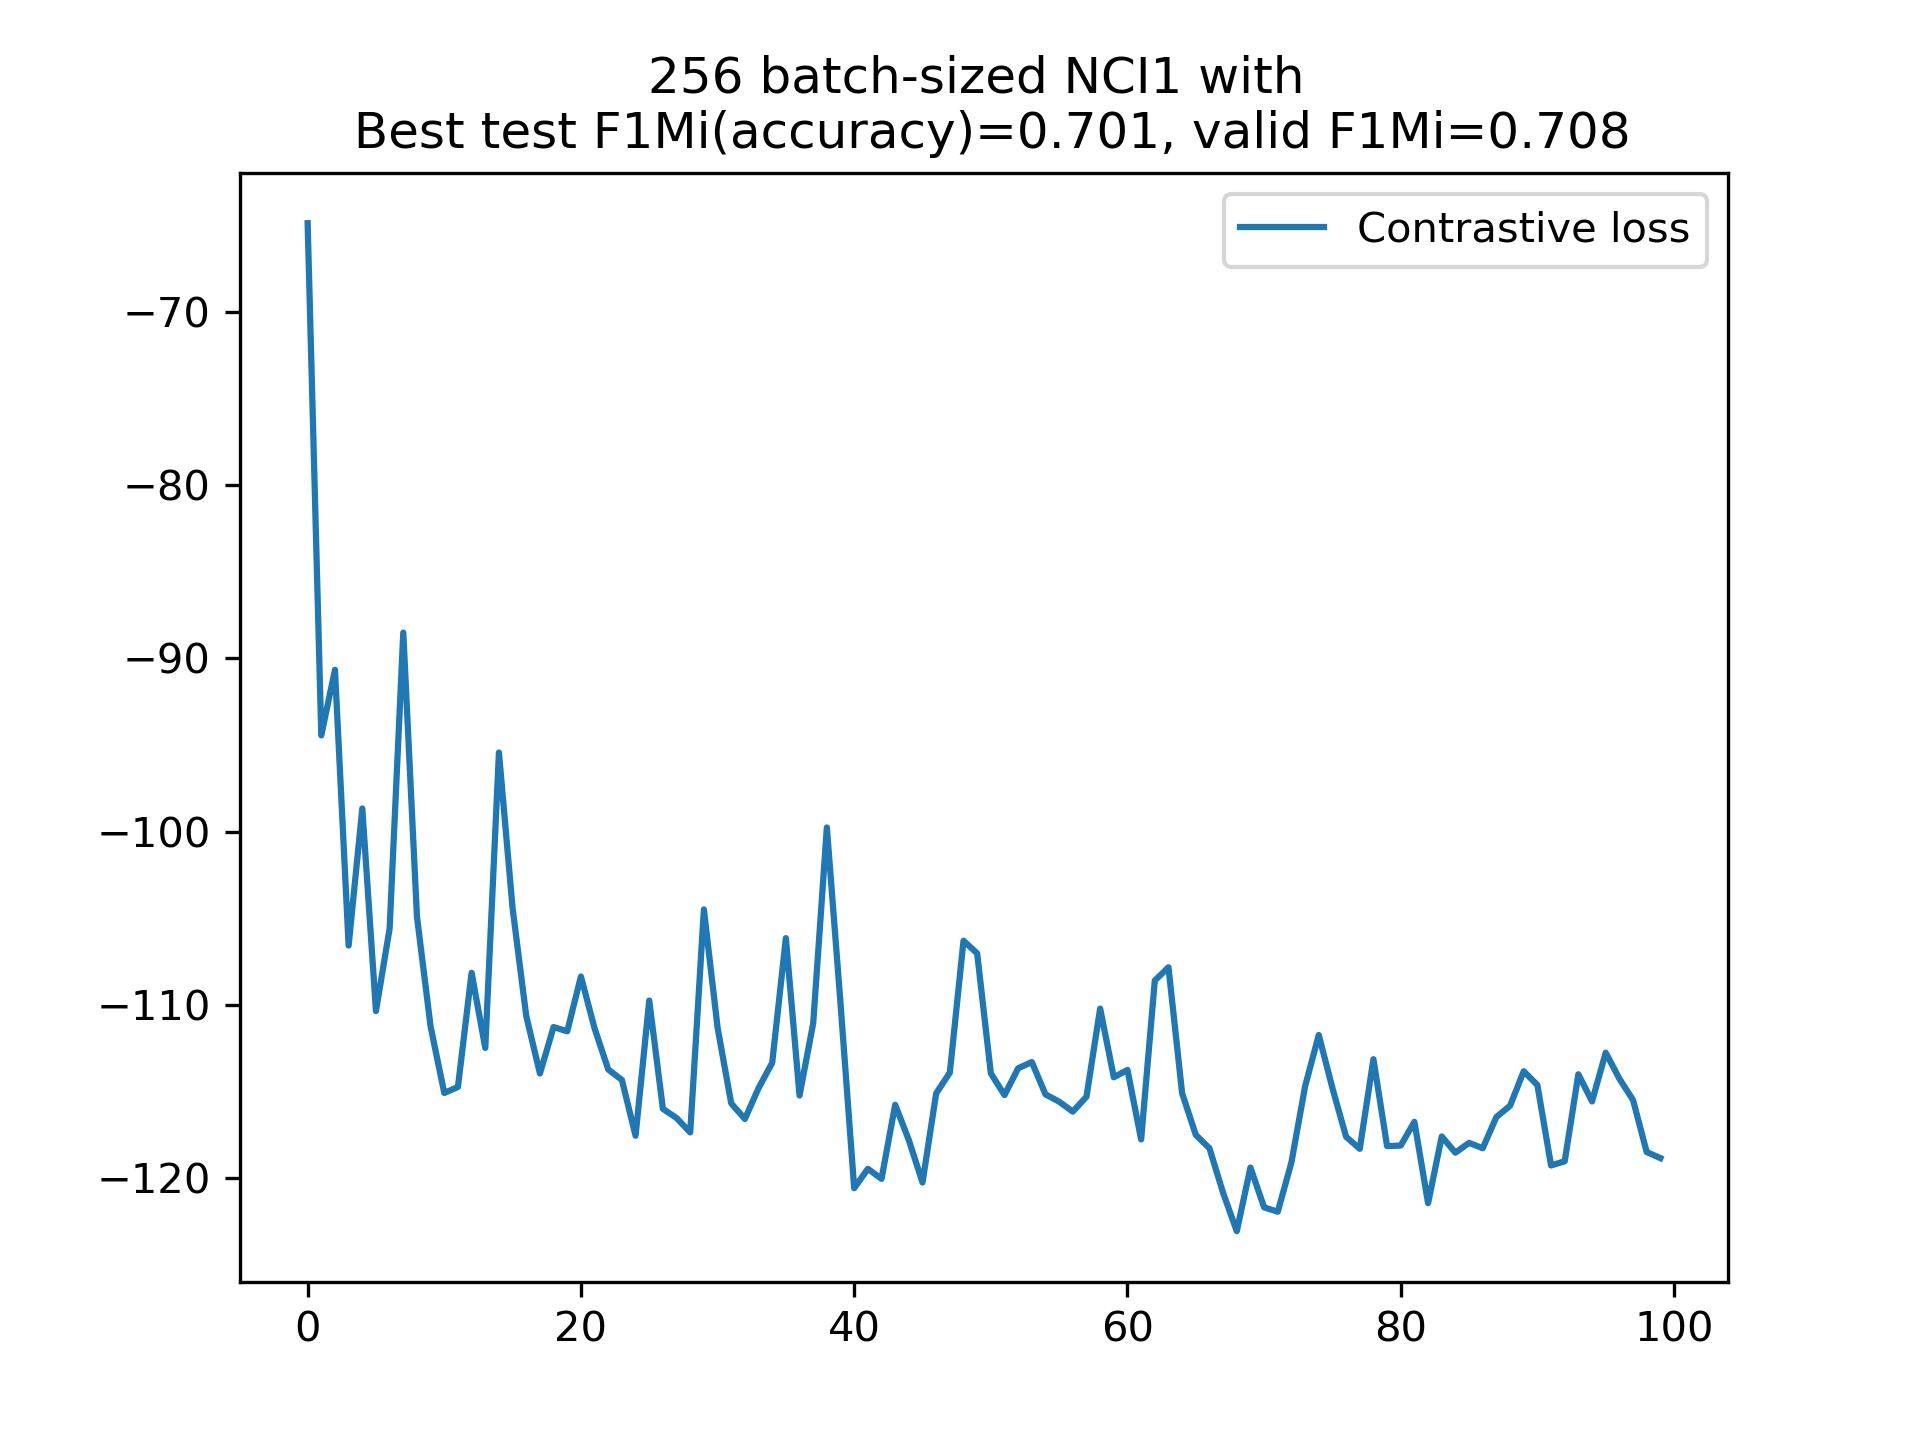 256 batch-sized NCI1 with
Best test F1Mi(accuracy)=0.701, valid F1Mi=0.708
Contrastive loss
−70
−80
−90
−100
−110
−120
0 20 40 60 80 100